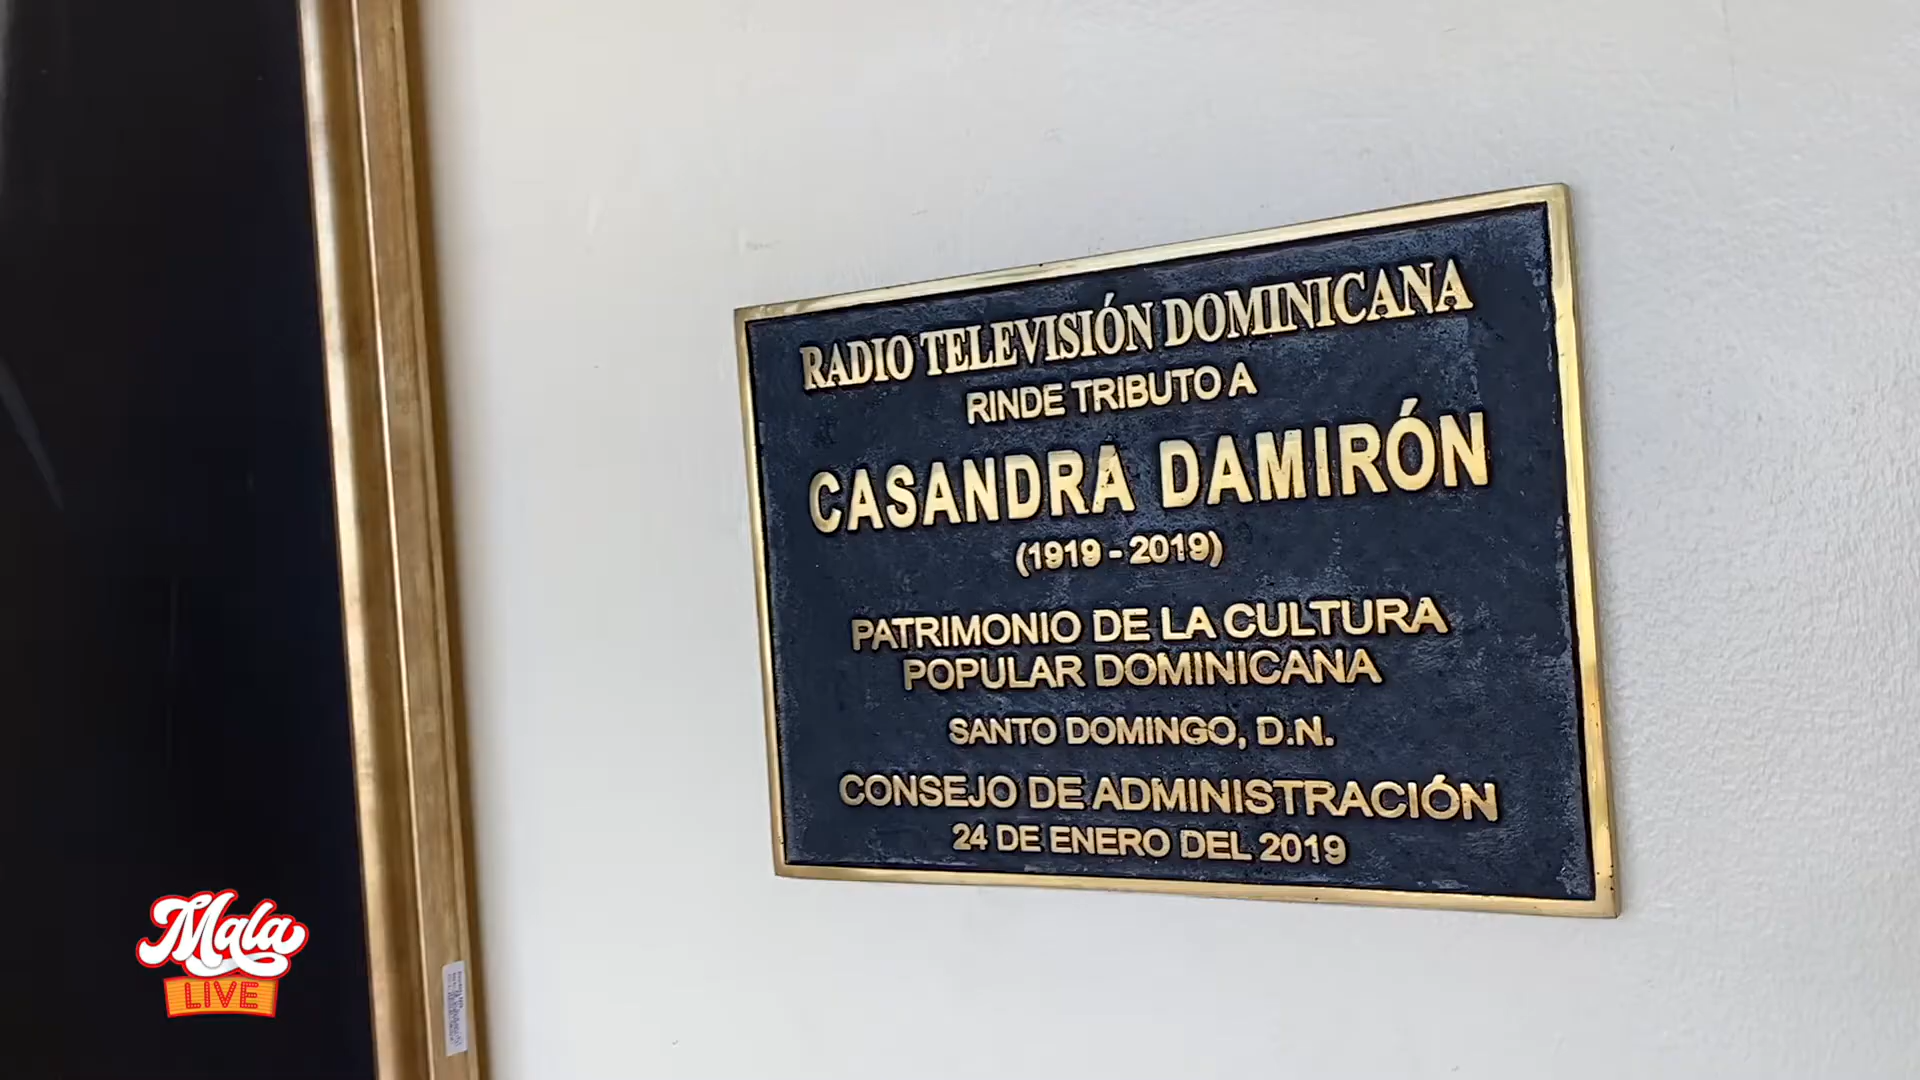 RADIO TELEVISIÓN DOMINICANA
RINDE TRIBUTO A
CASANDRA DAMIRÓN
(1919 - 2019)
PATRIMONIO DE LA CULTURA
POPULAR DOMINICANA
SANTO DOMINGO, D.N.
CONSEJO DE ADMINISTRACIÓN
24 DE ENERO DEL 2019
Mala
LIVE